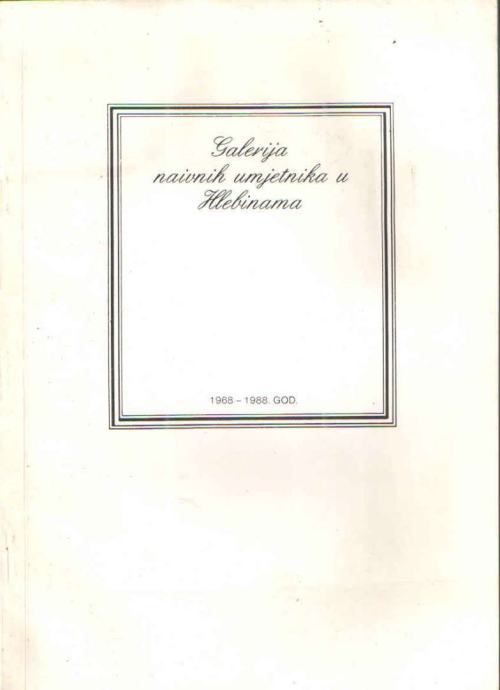 Galerija
naivnih umjetnika u
Hlebinama
1968 – 1988. GOD.